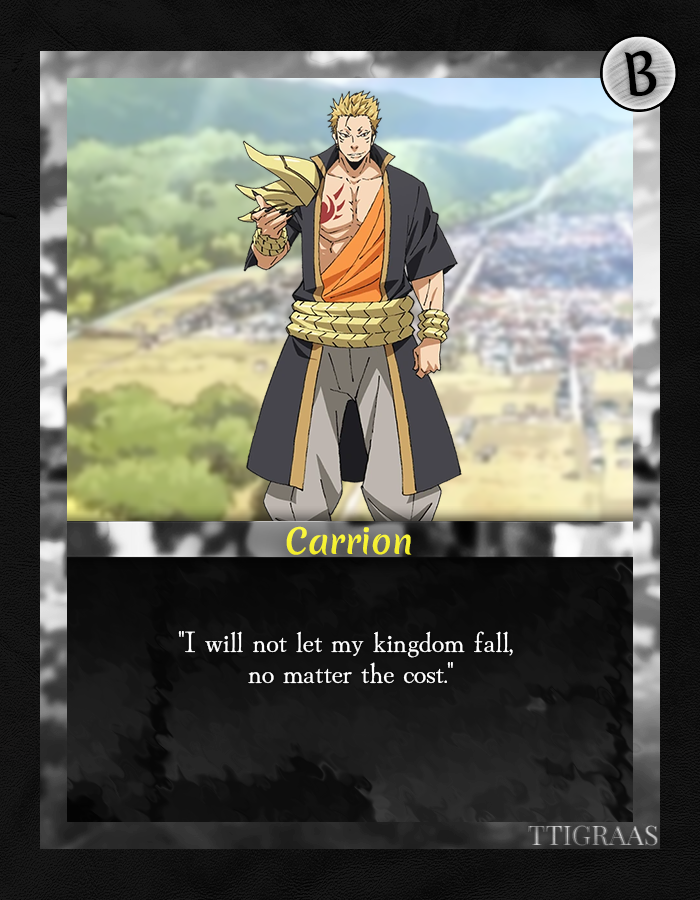 B
Carrion
"I will not let my kingdom fall,
no matter the cost."
TTIGRAAS